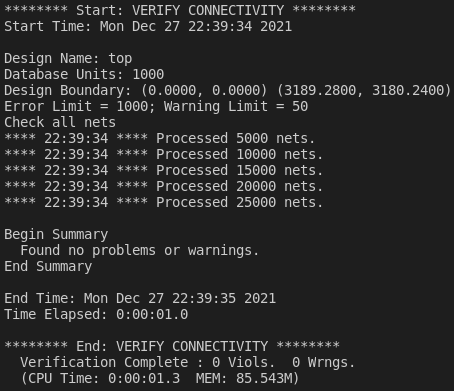 ******** Start: VERIFY CONNECTIVITY ********
Start Time: Mon Dec 27 22:39:34 2021

Design Name: top
Database Units: 1000
Design Boundary: (0.0000, 0.0000) (3189.2800, 3180.2400)
Error Limit = 1000; Warning Limit = 50
Check all nets
**** 22:39:34 **** Processed 5000 nets.
**** 22:39:34 **** Processed 10000 nets.
**** 22:39:34 **** Processed 15000 nets.
**** 22:39:34 **** Processed 20000 nets.
**** 22:39:34 **** Processed 25000 nets.

Begin Summary
  Found no problems or warnings.
End Summary

End Time: Mon Dec 27 22:39:35 2021
Time Elapsed: 0:00:01.0

******** End: VERIFY CONNECTIVITY ********
  Verification Complete : 0 Viols.  0 Wrngs.
  (CPU Time: 0:00:01.3  MEM: 85.543M)